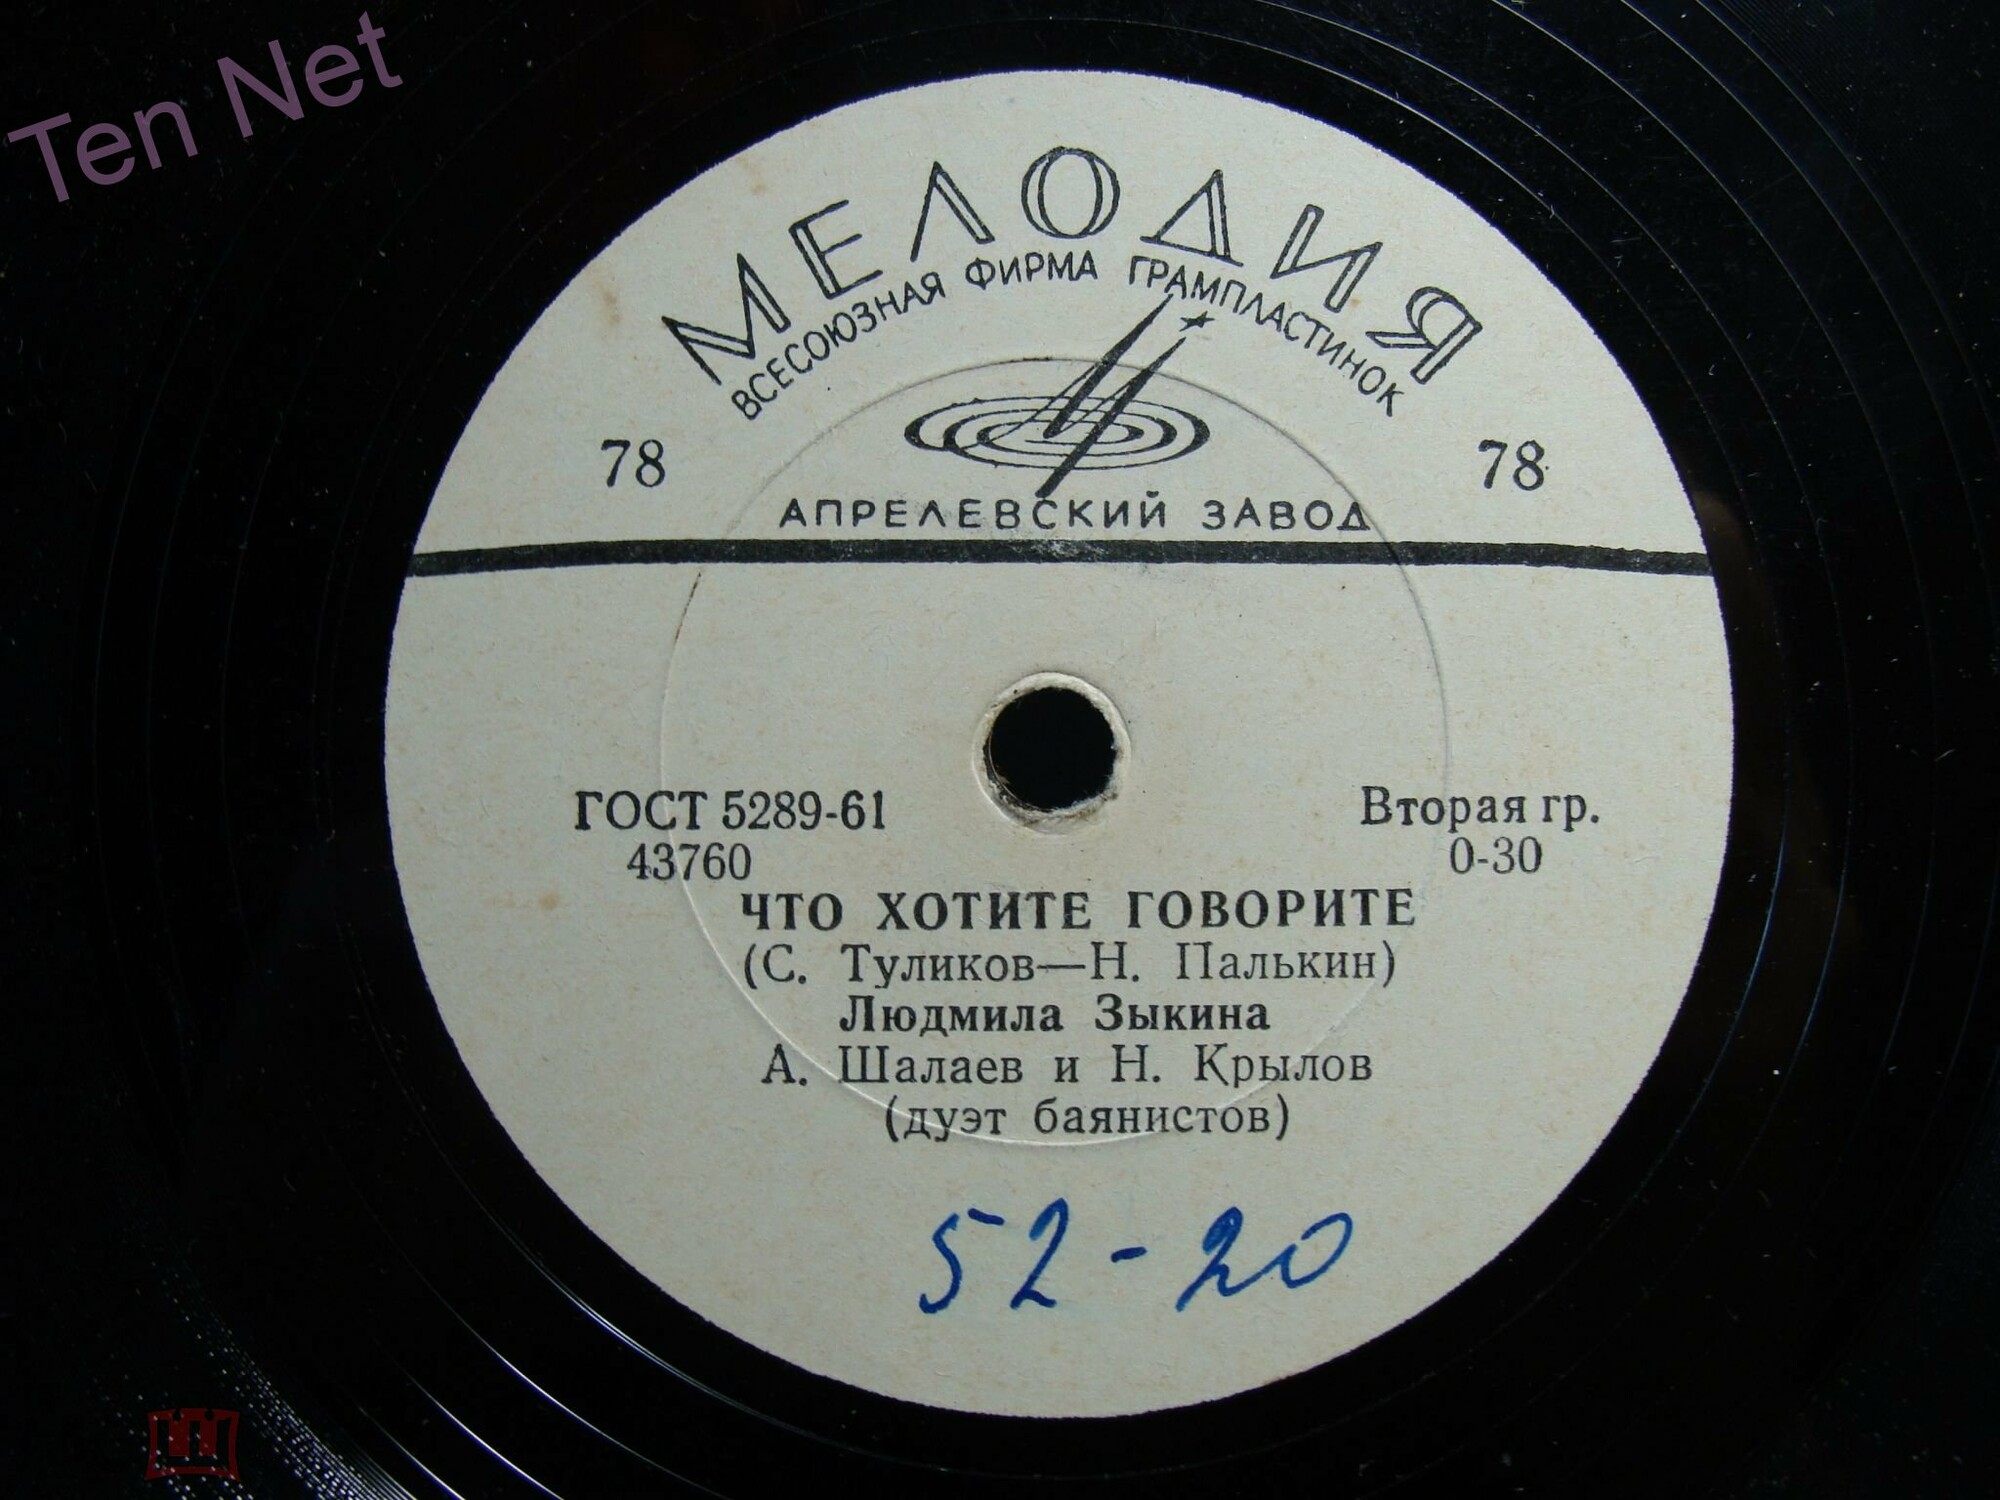 Ten Net
МЕЛОДИЯ
ВСЕСОЮЗНАЯ ФИРМА ГРАМПЛАСТИНОК
78 78
АПРЕЛЕВСКИЙ ЗАВОД
ГОСТ 5289-61 Вторая гр.
43760 0-30
ЧТО ХОТИТЕ ГОВОРИТЕ
(С. Туликов—Н. Палькин)
Людмила Зыкина
А. Шалаев и Н. Крылов
(дуэт баянистов)
52-20